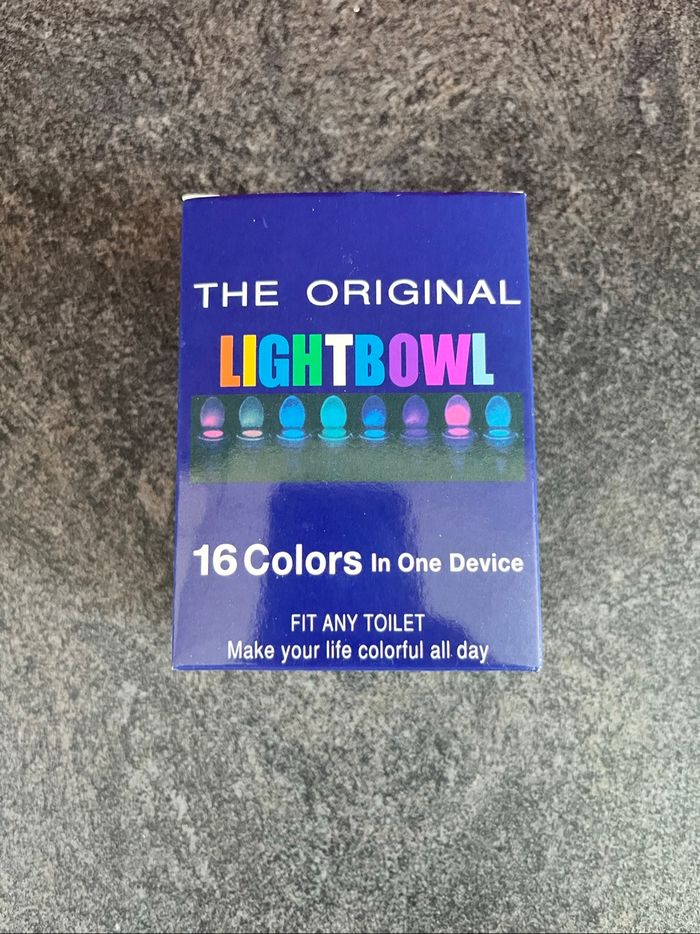 THE ORIGINAL
LIGHTBOWL
16 Colors In One Device
FIT ANY TOILET
Make your life colorful all day